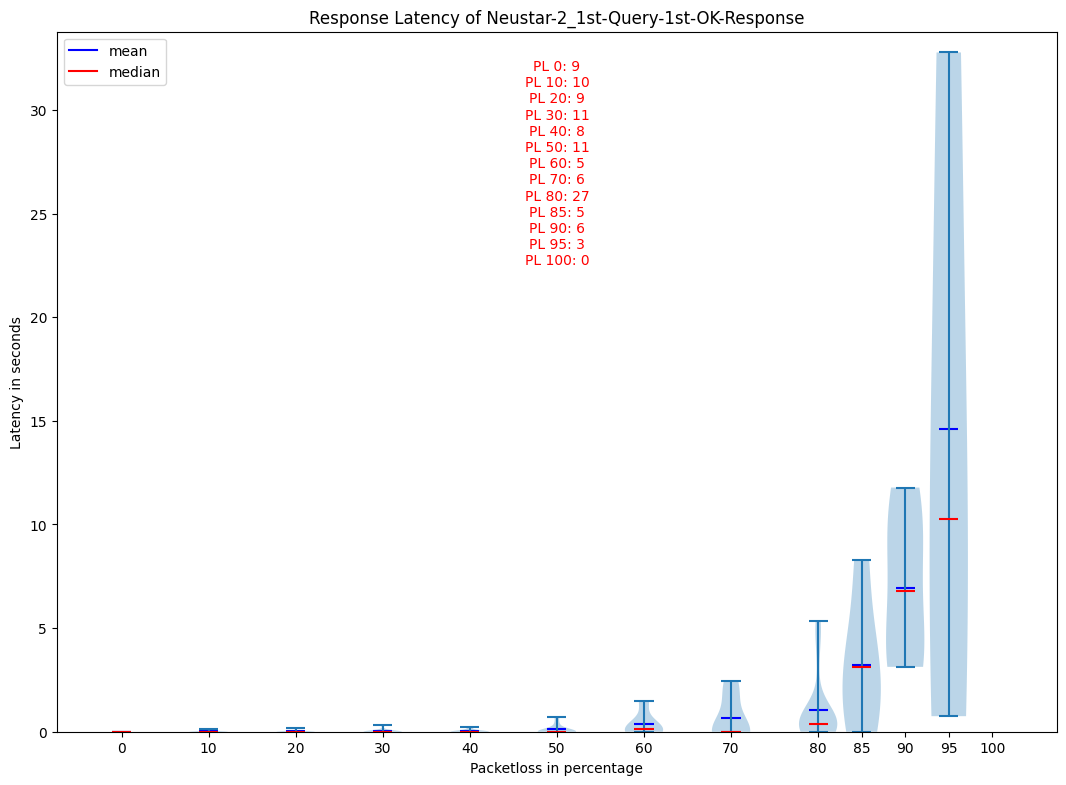 Response Latency of Neustar-2_1st-Query-1st-OK-Response
mean
median
PL 0: 9
PL 10: 10
PL 20: 9
PL 30: 11
PL 40: 8
PL 50: 11
PL 60: 5
PL 70: 6
PL 80: 27
PL 85: 5
PL 90: 6
PL 95: 3
PL 100: 0
Latency in seconds
30
25
20
15
10
5
0
0 10 20 30 40 50 60 70 80 85 90 95 100
Packetloss in percentage